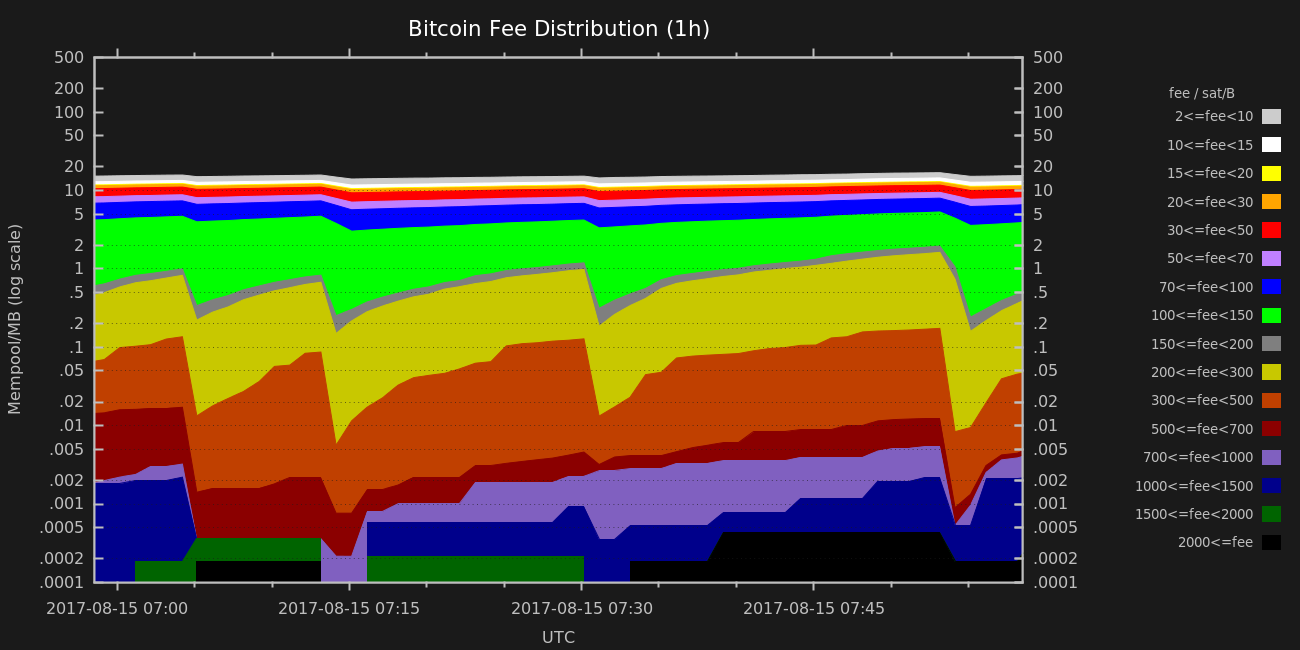 Bitcoin Fee Distribution (1h)
500 500
200 200
100 100
50 50
20 20
10 10
5 5
2 2
1 1
.5 .5
.2 .2
.1 .1
.05 .05
.02 .02
.01 .01
.005 .005
.002 .002
.001 .001
.0005 .0005
.0002 .0002
.0001 .0001
Mempool/MB (log scale)
2017-08-15 07:00 2017-08-15 07:15 2017-08-15 07:30 2017-08-15 07:45
UTC
fee / sat/B
2<=fee<10
10<=fee<15
15<=fee<20
20<=fee<30
30<=fee<50
50<=fee<70
70<=fee<100
100<=fee<150
150<=fee<200
200<=fee<300
300<=fee<500
500<=fee<700
700<=fee<1000
1000<=fee<1500
1500<=fee<2000
2000<=fee